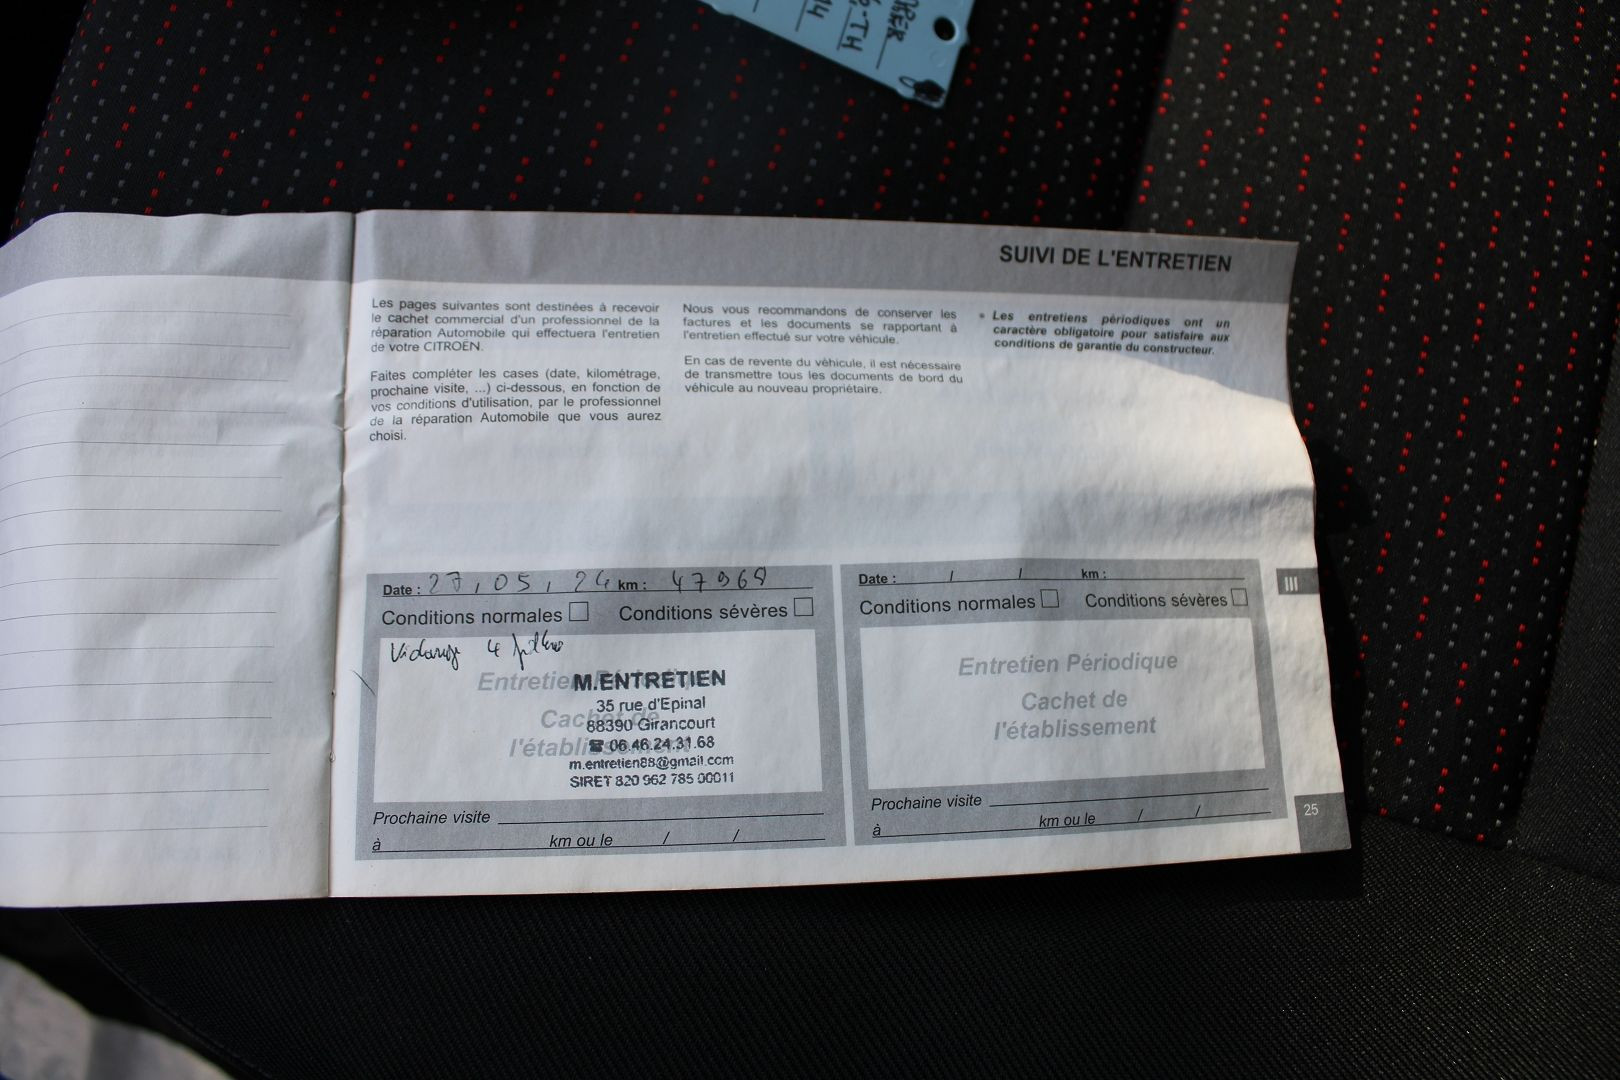 SUIVI DE L'ENTRETIEN
Les pages suivantes sont destinées à recevoir
le cachet commercial d'un professionnel de la
réparation Automobile qui effectuera l'entretien
de votre CITROËN.
Faites compléter les cases (date, kilométrage,
prochaine visite, ...) ci-dessous, en fonction de
vos conditions d'utilisation, par le professionnel
de la réparation Automobile que vous aurez
choisi.
Nous vous recommandons de conserver les
factures et les documents se rapportant à
l'entretien effectué sur votre véhicule.
En cas de revente du véhicule, il est nécessaire
de transmettre tous les documents de bord du
véhicule au nouveau propriétaire.
• Les entretiens périodiques ont un
caractère obligatoire pour satisfaire aux
conditions de garantie du constructeur.
Date : 27, 05, 24 km : 47968
Conditions normales Conditions sévères
Vidange
Entretien Périodique
Cachet de
l'établissement
M.ENTRETIEN
35 rue d'Epinal
88390 Girancourt
☎ 06.46.24.31.68
m.entretien88@gmail.com
SIRET 820 962 785 00011
Prochaine visite
à km ou le / /
Date : / / km :
Conditions normales Conditions sévères
Entretien Périodique
Cachet de
l'établissement
Prochaine visite
à km ou le / /
III
25